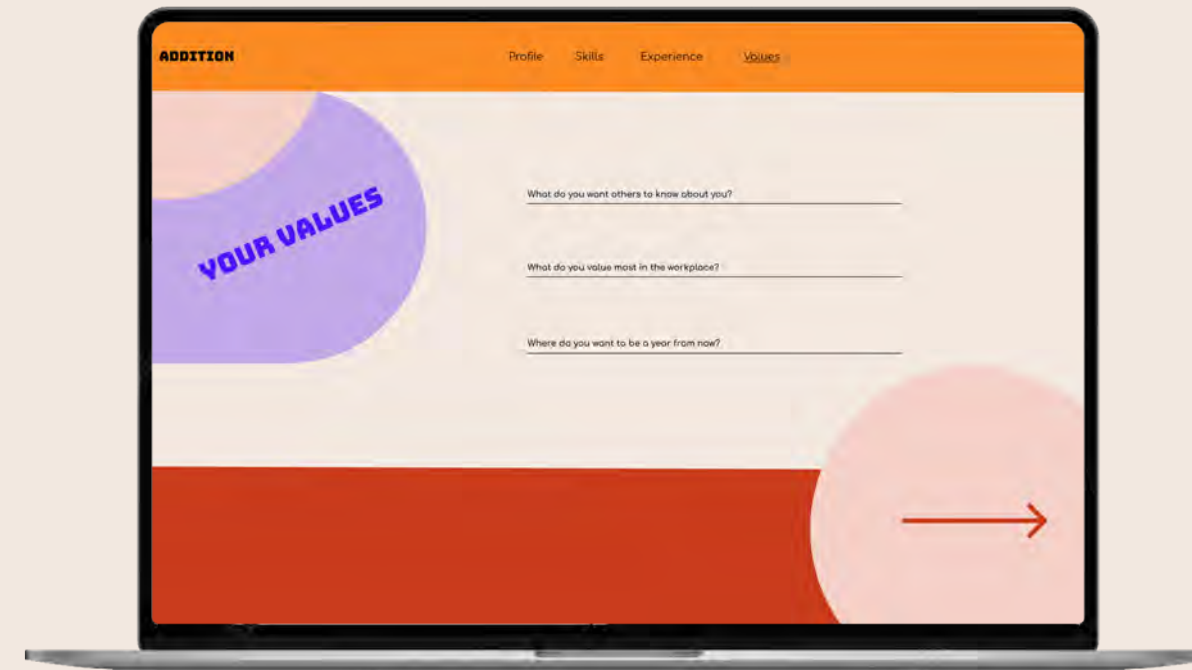 ADDITION
Profile Skills Experience Values
YOUR VALUES
What do you want others to know about you?
What do you value most in the workplace?
Where do you want to be a year from now?